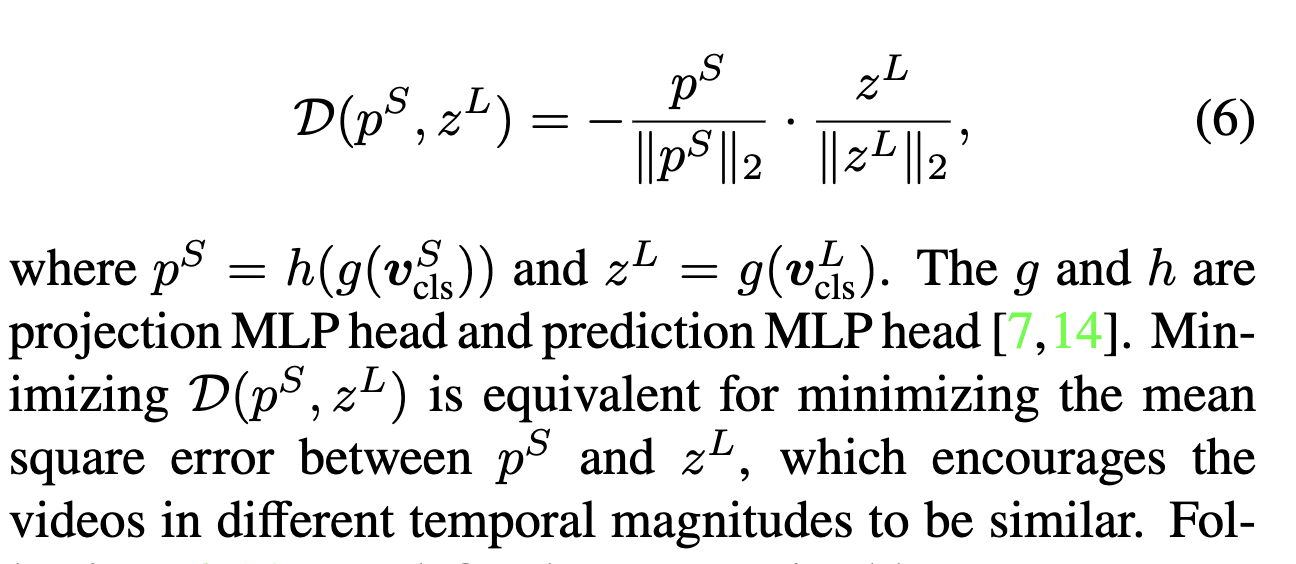 $\mathcal{D}(p^S, z^L) = -\frac{p^S}{\|p^S\|_2} \cdot \frac{z^L}{\|z^L\|_2},$ (6)
where $p^S = h(g(\boldsymbol{v}^S_{\text{cls}}))$ and $z^L = g(\boldsymbol{v}^L_{\text{cls}})$. The $g$ and $h$ are
projection MLP head and prediction MLP head [7,14]. Min-
imizing $\mathcal{D}(p^S, z^L)$ is equivalent for minimizing the mean
square error between $p^S$ and $z^L$, which encourages the
videos in different temporal magnitudes to be similar. Fol-